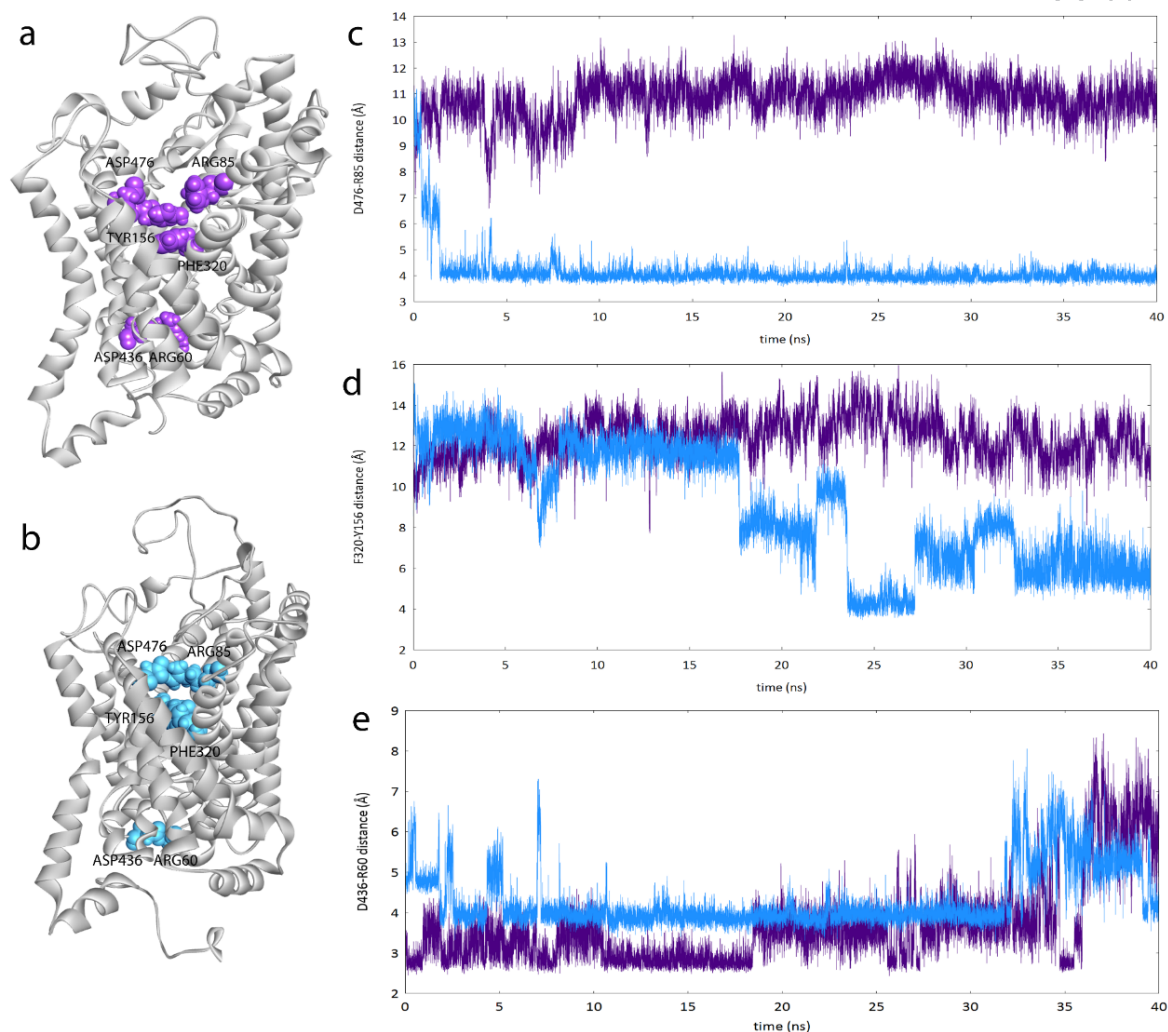 a
ASP476 ARG85
TYR156
PHE320
ASP436 ARG60
b
ASP476 ARG85
TYR156
PHE320
ASP436 ARG60
c
D476-R85 distance (Å)
14
13
12
11
10
9
8
7
6
5
4
3
0 5 10 15 20 25 30 35 40
time (ns)
d
F320-Y156 distance (Å)
16
14
12
10
8
6
4
2
0 5 10 15 20 25 30 35 40
time (ns)
e
D436-R60 distance (Å)
9
8
7
6
5
4
3
2
0 5 10 15 20 25 30 35 40
time (ns)